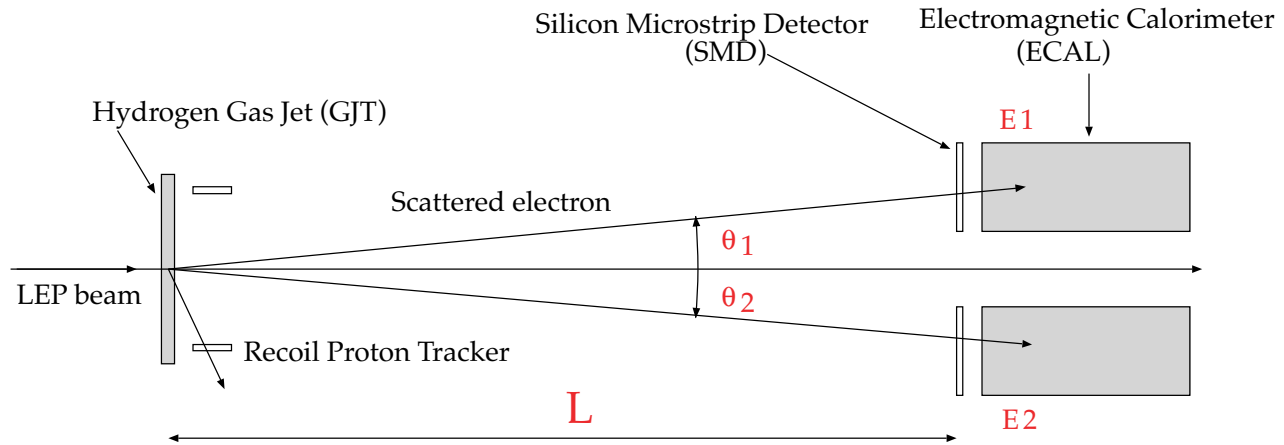 Silicon Microstrip Detector
(SMD)
Electromagnetic Calorimeter
(ECAL)
Hydrogen Gas Jet (GJT)
E1
Scattered electron
θ1
LEP beam
θ2
Recoil Proton Tracker
L
E2